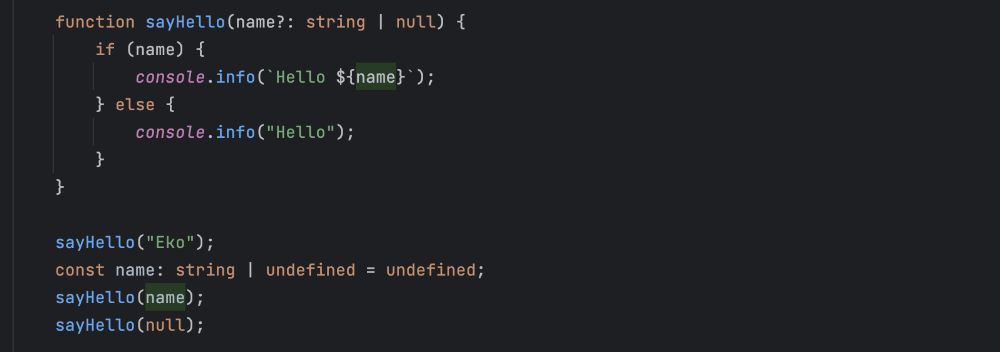 function sayHello(name?: string | null) {
    if (name) {
        console.info(`Hello ${name}`);
    } else {
        console.info("Hello");
    }
}
sayHello("Eko");
const name: string | undefined = undefined;
sayHello(name);
sayHello(null);